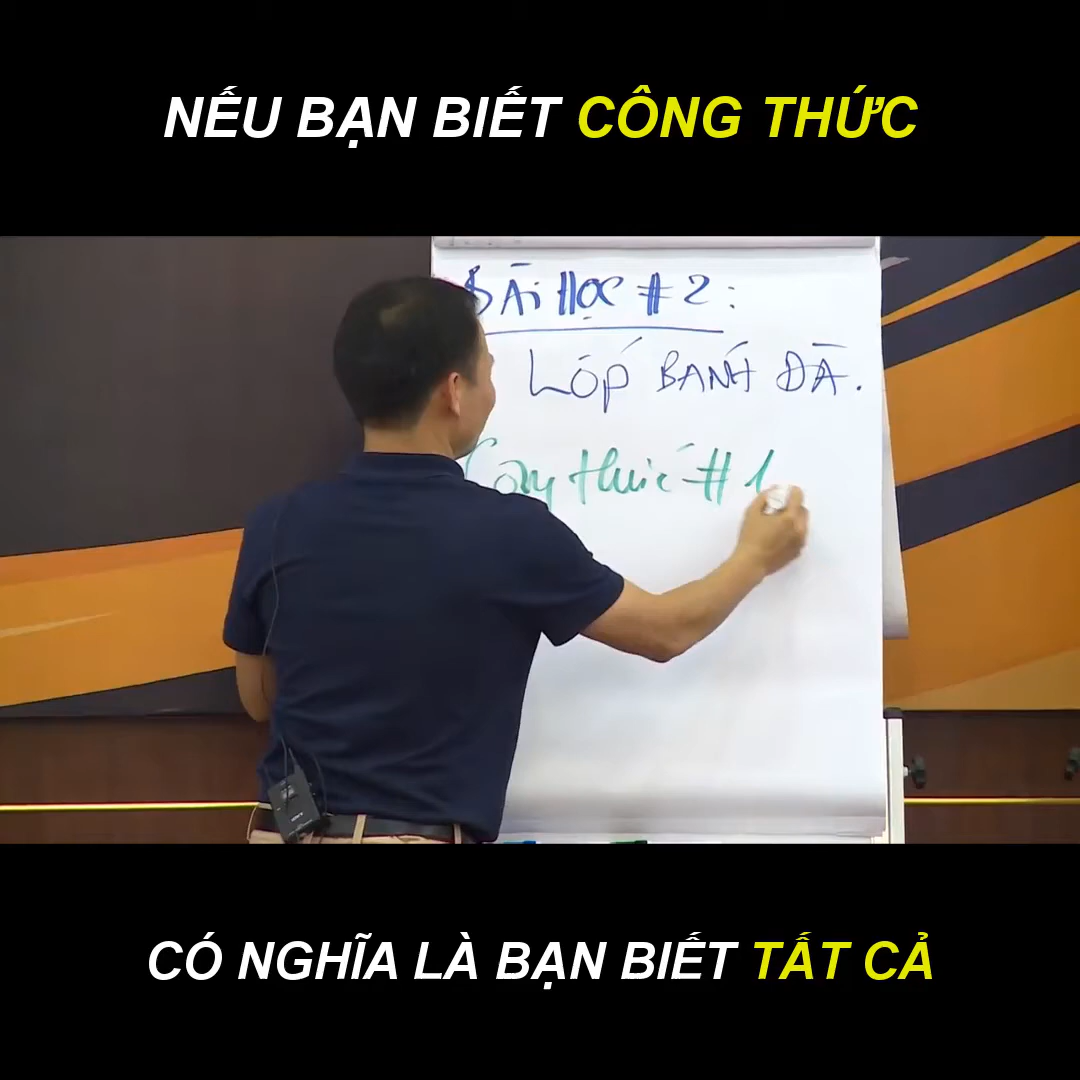 NẾU BẠN BIẾT CÔNG THỨC
BÀi HỌC #2:
LỐP BÁNH ĐÀ.
Công thức #1
CÓ NGHĨA LÀ BẠN BIẾT TẤT CẢ